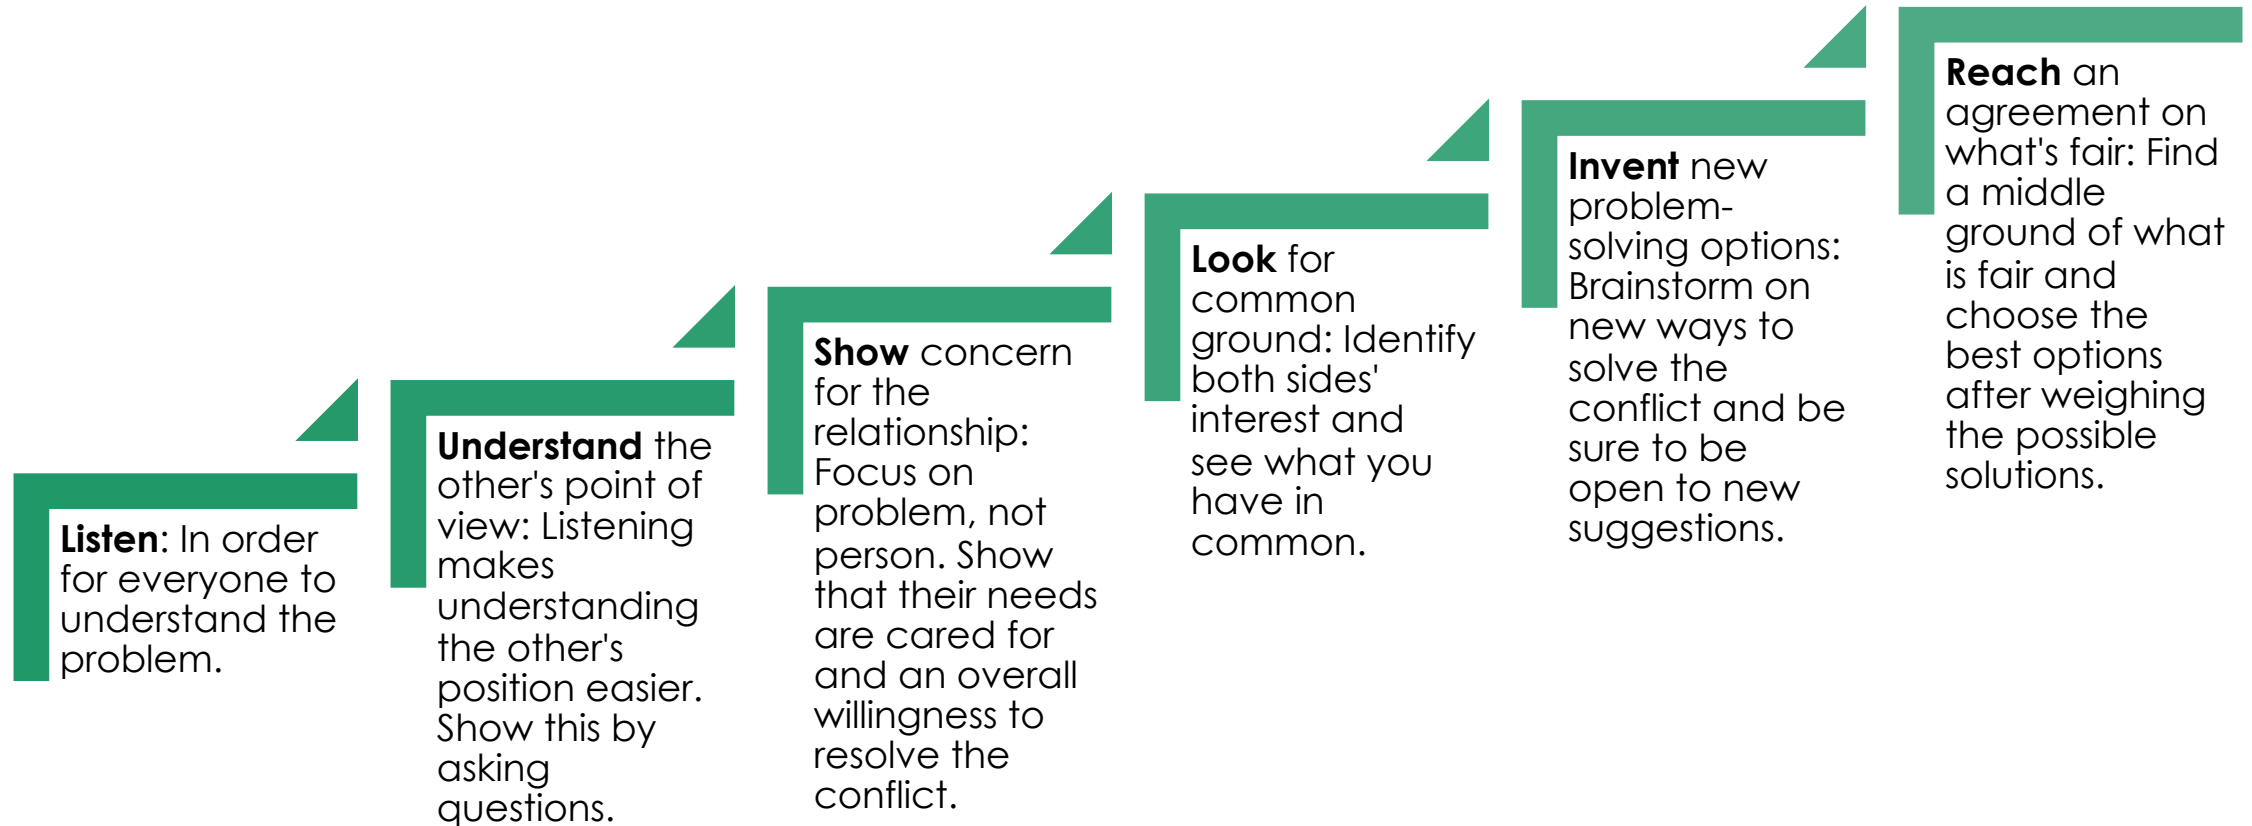 Listen: In order
for everyone to
understand the
problem.
Understand the
other's point of
view: Listening
makes
understanding
the other's
position easier.
Show this by
asking
questions.
Show concern
for the
relationship:
Focus on
problem, not
person. Show
that their needs
are cared for
and an overall
willingness to
resolve the
conflict.
Look for
common
ground: Identify
both sides'
interest and
see what you
have in
common.
Invent new
problem-
solving options:
Brainstorm on
new ways to
solve the
conflict and be
sure to be
open to new
suggestions.
Reach an
agreement on
what's fair: Find
a middle
ground of what
is fair and
choose the
best options
after weighing
the possible
solutions.